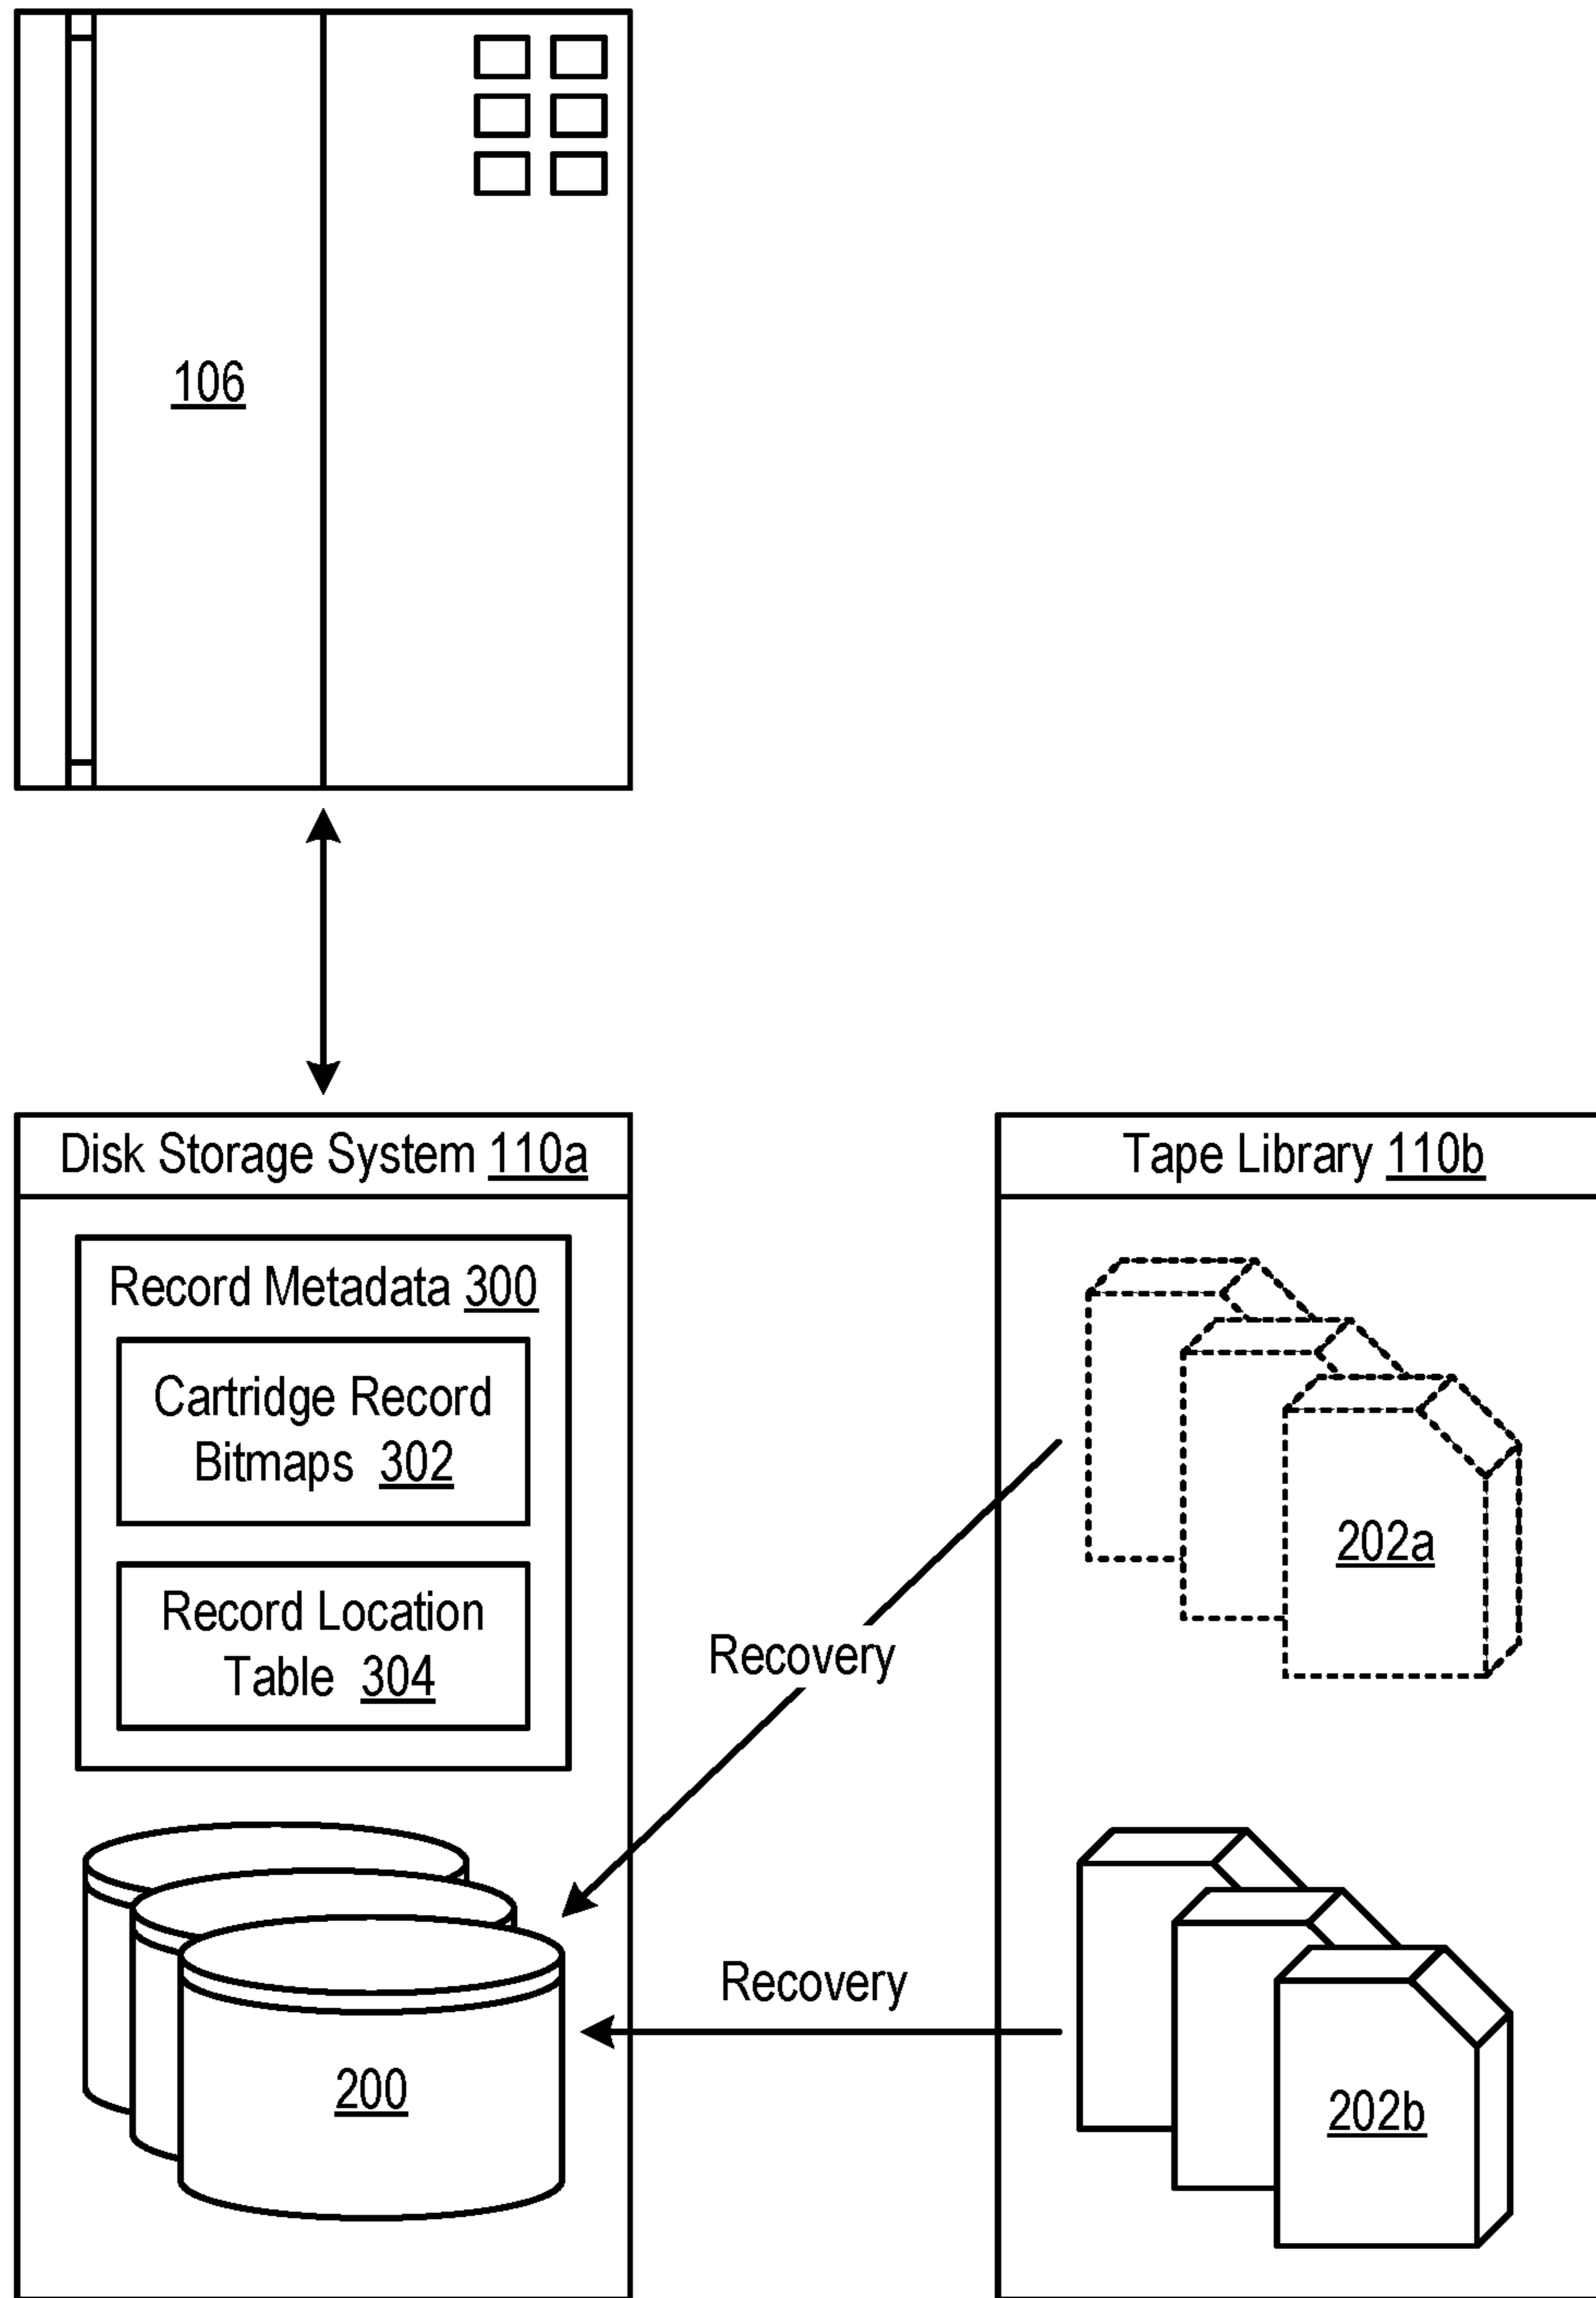 106
Disk Storage System 110a
Record Metadata 300
Cartridge Record
Bitmaps 302
Record Location
Table 304
200
Recovery
Recovery
Tape Library 110b
202a
202b